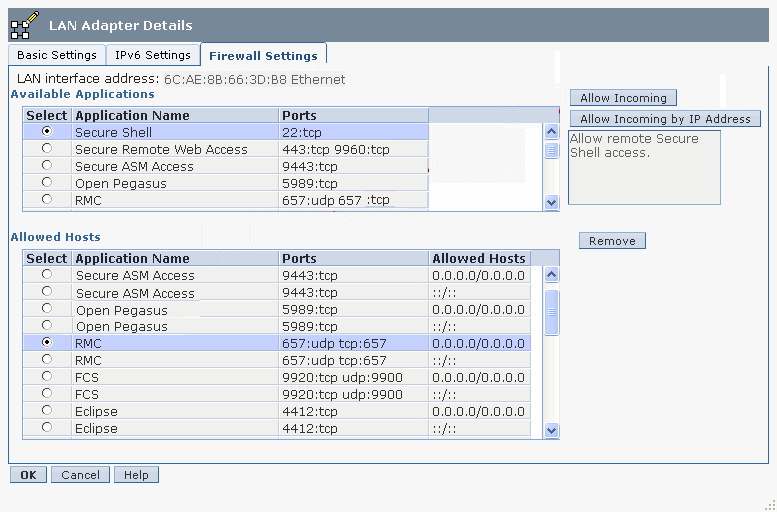 LAN Adapter Details
Basic Settings IPv6 Settings Firewall Settings
LAN interface address: 6C:AE:8B:66:3D:B8 Ethernet
Available Applications
Select Application Name Ports
Secure Shell 22:tcp
Secure Remote Web Access 443:tcp 9960:tcp
Secure ASM Access 9443:tcp
Open Pegasus 5989:tcp
RMC 657:udp 657 :tcp
Allow Incoming
Allow Incoming by IP Address
Allow remote Secure
Shell access.
Allowed Hosts
Remove
Select Application Name Ports Allowed Hosts
Secure ASM Access 9443:tcp 0.0.0.0/0.0.0.0
Secure ASM Access 9443:tcp ::/::
Open Pegasus 5989:tcp 0.0.0.0/0.0.0.0
Open Pegasus 5989:tcp ::/::
RMC 657:udp tcp:657 0.0.0.0/0.0.0.0
RMC 657:udp tcp:657 ::/::
FCS 9920:tcp udp:9900 0.0.0.0/0.0.0.0
FCS 9920:tcp udp:9900 ::/::
Eclipse 4412:tcp 0.0.0.0/0.0.0.0
Eclipse 4412:tcp ::/::
OK Cancel Help